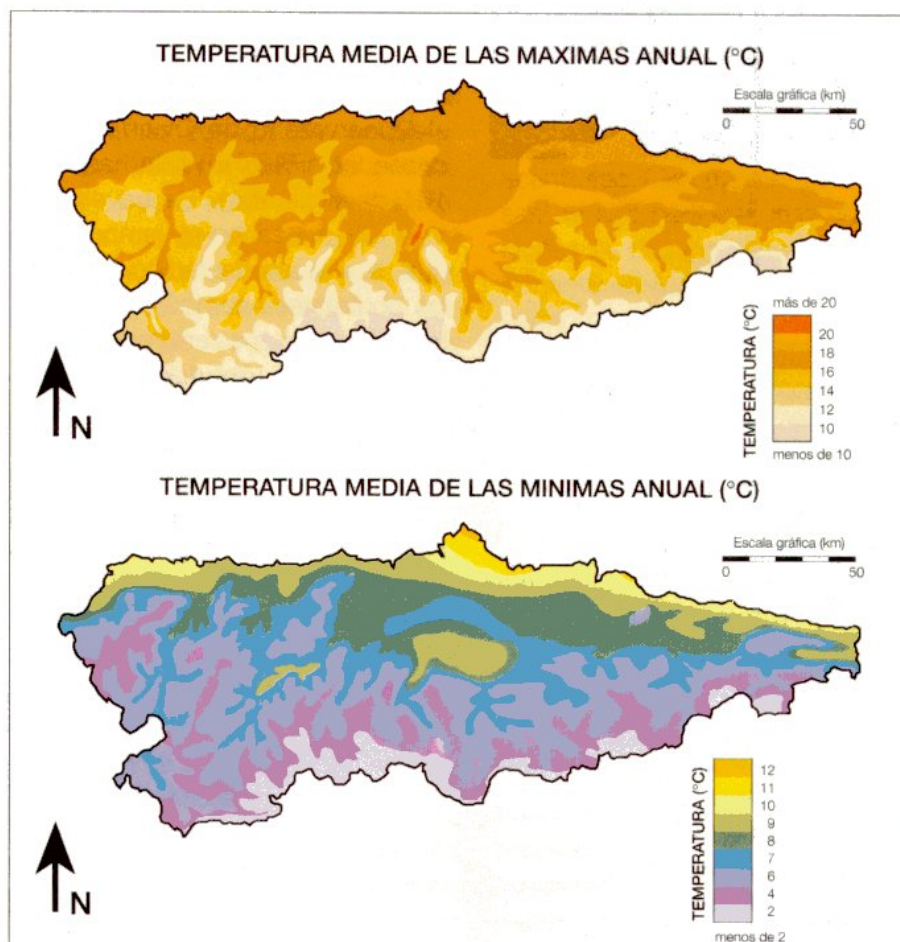 TEMPERATURA MEDIA DE LAS MAXIMAS ANUAL (°C)
Escala gráfica (km)
0 50
TEMPERATURA (°C)
más de 20
20
18
16
14
12
10
menos de 10
N
TEMPERATURA MEDIA DE LAS MINIMAS ANUAL (°C)
Escala gráfica (km)
0 50
TEMPERATURA (°C)
12
11
10
9
8
7
6
4
2
menos de 2
N